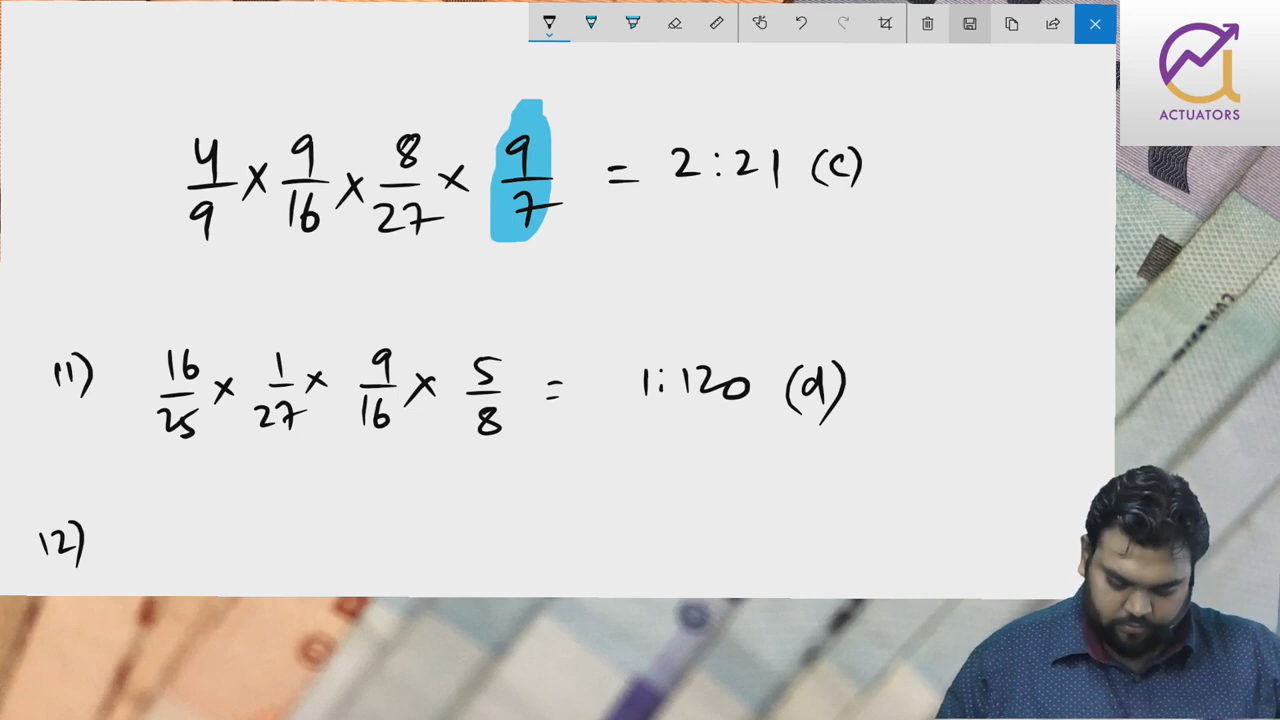 ACTUATORS
4/9 × 9/16 × 8/27 × 9/7 = 2:21 (c)
11) 16/25 × 1/27 × 9/16 × 5/8 = 1:120 (d)
12)